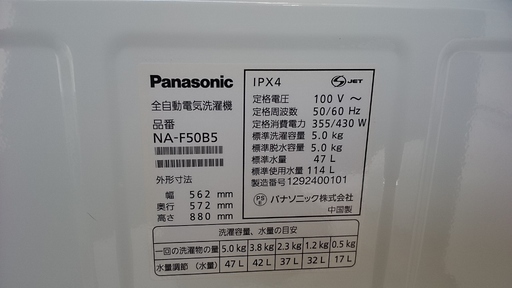 Panasonic
全自動電気洗濯機
品番
NA-F50B5
外形寸法
幅 562 mm
奥行 572 mm
高さ 880 mm
IPX4
JET
定格電圧 100 V ～
定格周波数 50/60 Hz
定格消費電力 355/430 W
標準洗濯容量 5.0 kg
標準脱水容量 5.0 kg
標準水量 47 L
標準使用水量 114 L
製造番号 1292400101
PS E パナソニック株式会社
中国製
洗濯容量、水量の目安
一回の洗濯物の量 5.0 kg 3.8 kg 2.3 kg 1.2 kg 0.5 kg
水量調節（水量） 47 L 42 L 37 L 32 L 17 L